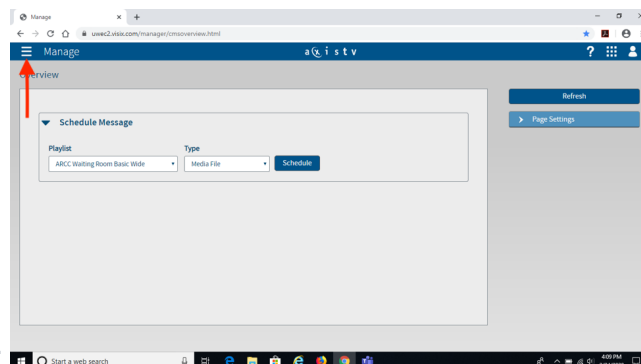 Manage
uwec2.visix.com/manager/cmsoverview.html
Manage
axistv
?
Overview
Refresh
Page Settings
Schedule Message
Playlist Type
ARCC Waiting Room Basic Wide Media File Schedule
Start a web search
4:09 PM